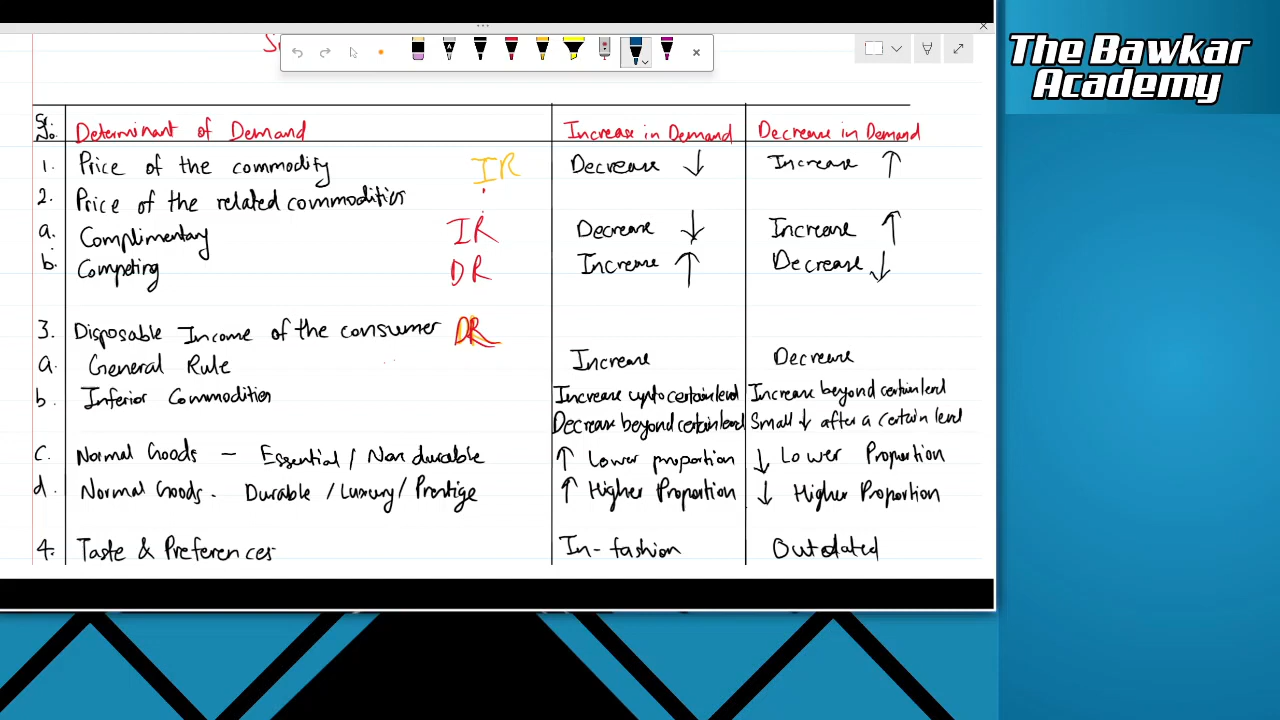 The Bawkar
Academy
Sr. No. Determinant of Demand Increase in Demand Decrease in Demand
1. Price of the commodity IR Decrease ↓ Increase ↑
2. Price of the related commodities
a. Complimentary IR Decrease ↓ Increase ↑
b. Competing DR Increase ↑ Decrease ↓
3. Disposable Income of the consumer DR
a. General Rule Increase Decrease
b. Inferior Commodities Increase upto certain level Increase beyond certain level
Decrease beyond certain level Small ↓ after a certain level
c. Normal Goods - Essential / Non durable ↑ Lower proportion ↓ Lower Proportion
d. Normal Goods - Durable / Luxury / Prestige ↑ Higher Proportion ↓ Higher Proportion
4. Taste & Preferences In-fashion Outdated